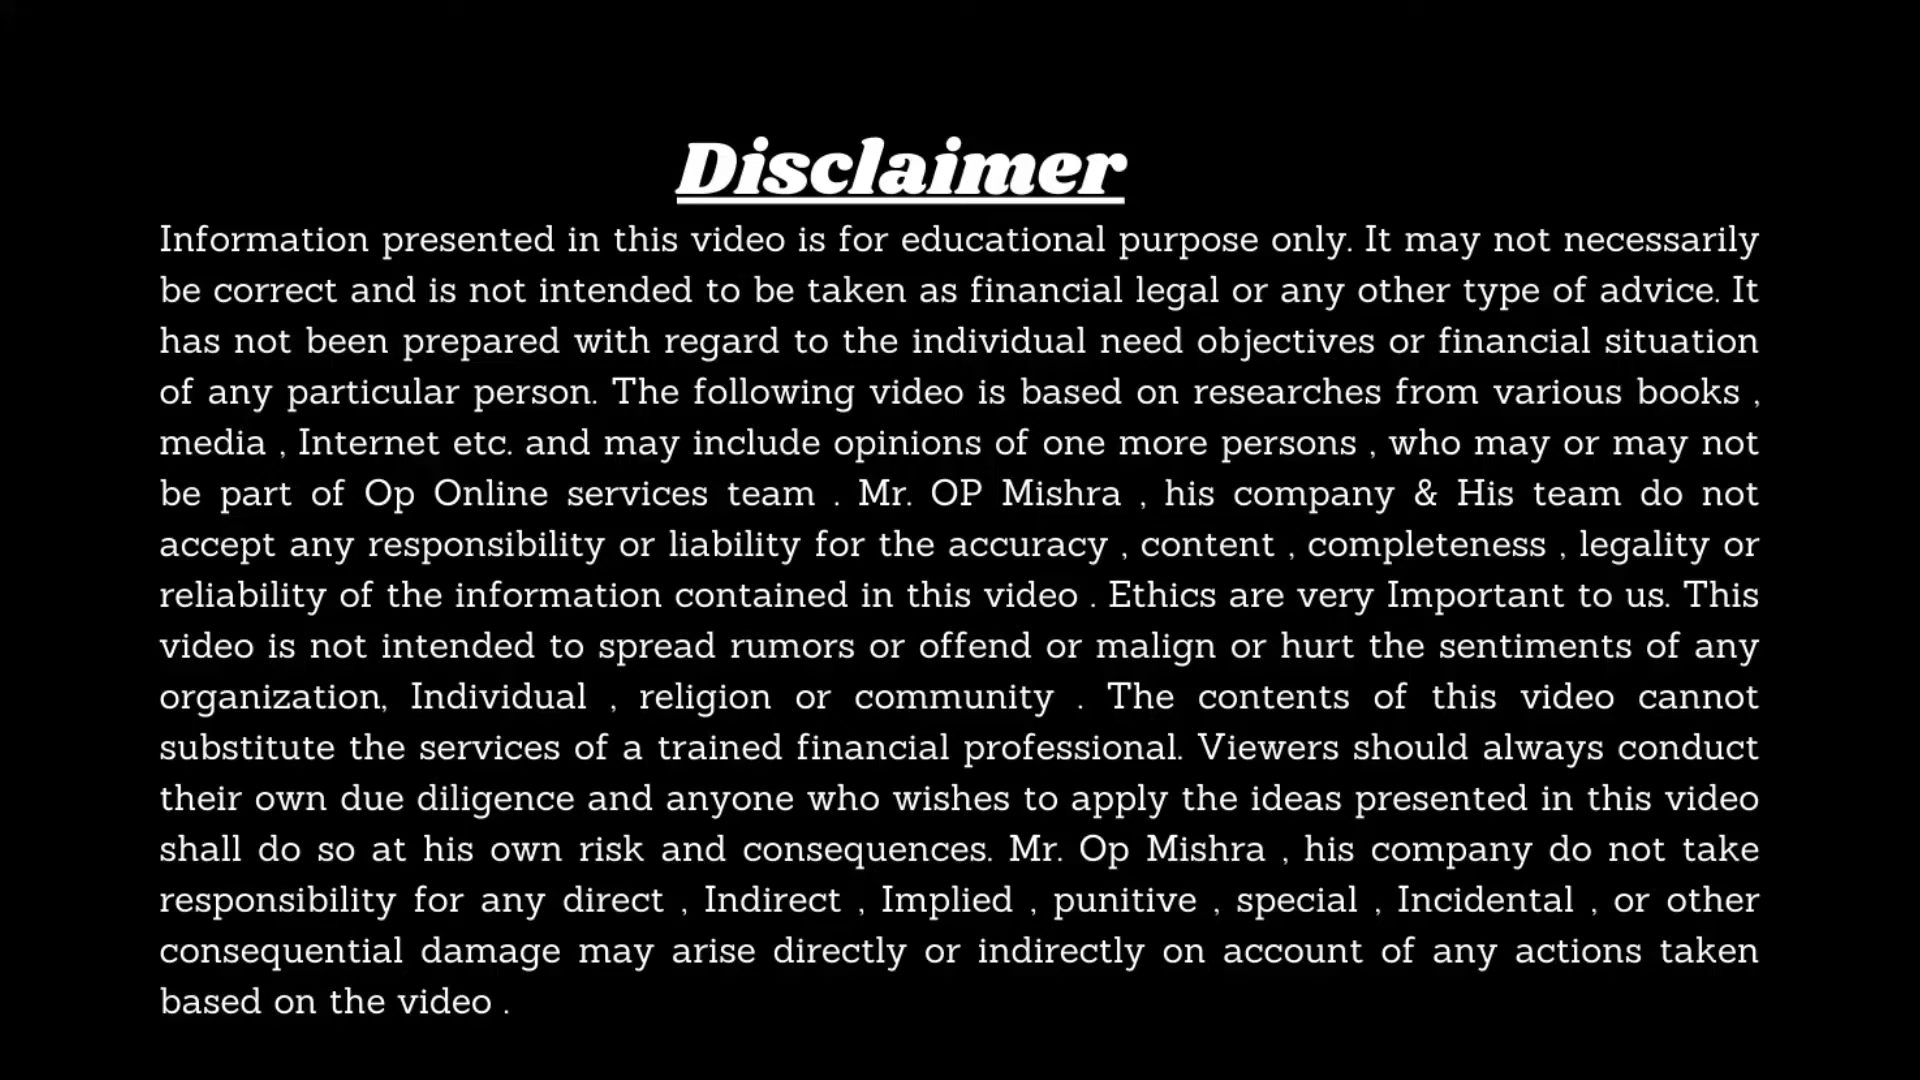 Disclaimer
Information presented in this video is for educational purpose only. It may not necessarily
be correct and is not intended to be taken as financial legal or any other type of advice. It
has not been prepared with regard to the individual need objectives or financial situation
of any particular person. The following video is based on researches from various books ,
media , Internet etc. and may include opinions of one more persons , who may or may not
be part of Op Online services team . Mr. OP Mishra , his company & His team do not
accept any responsibility or liability for the accuracy , content , completeness , legality or
reliability of the information contained in this video . Ethics are very Important to us. This
video is not intended to spread rumors or offend or malign or hurt the sentiments of any
organization, Individual , religion or community . The contents of this video cannot
substitute the services of a trained financial professional. Viewers should always conduct
their own due diligence and anyone who wishes to apply the ideas presented in this video
shall do so at his own risk and consequences. Mr. Op Mishra , his company do not take
responsibility for any direct , Indirect , Implied , punitive , special , Incidental , or other
consequential damage may arise directly or indirectly on account of any actions taken
based on the video .